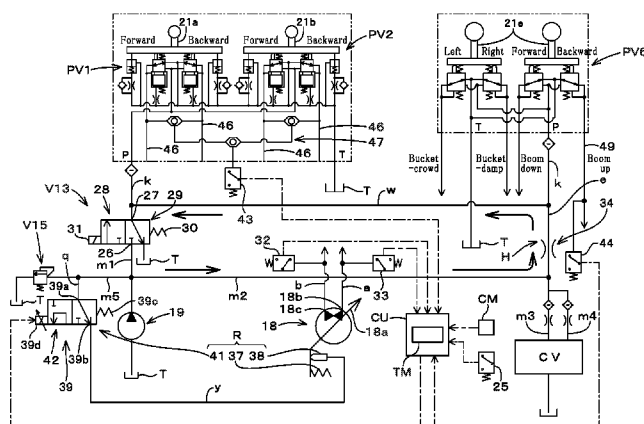 21a
21b
21e
Forward
Backward
Forward
Backward
PV2
PV1
Left
Right
Forward
Backward
PV6
46
46
46
46
47
P
T
T
P
49
Bucket-crowd
Bucket-damp
Boom down
Boom up
k
43
T
k
e
w
V13
28
27
29
31
30
26
T
m1
V15
q
39a
39c
m5
m2
32
33
H
34
44
T
T
b
a
18b
18c
18
18a
19
CU
CM
TM
25
m3
m4
CV
39d
39b
42
39
R
41 37 38
T
y